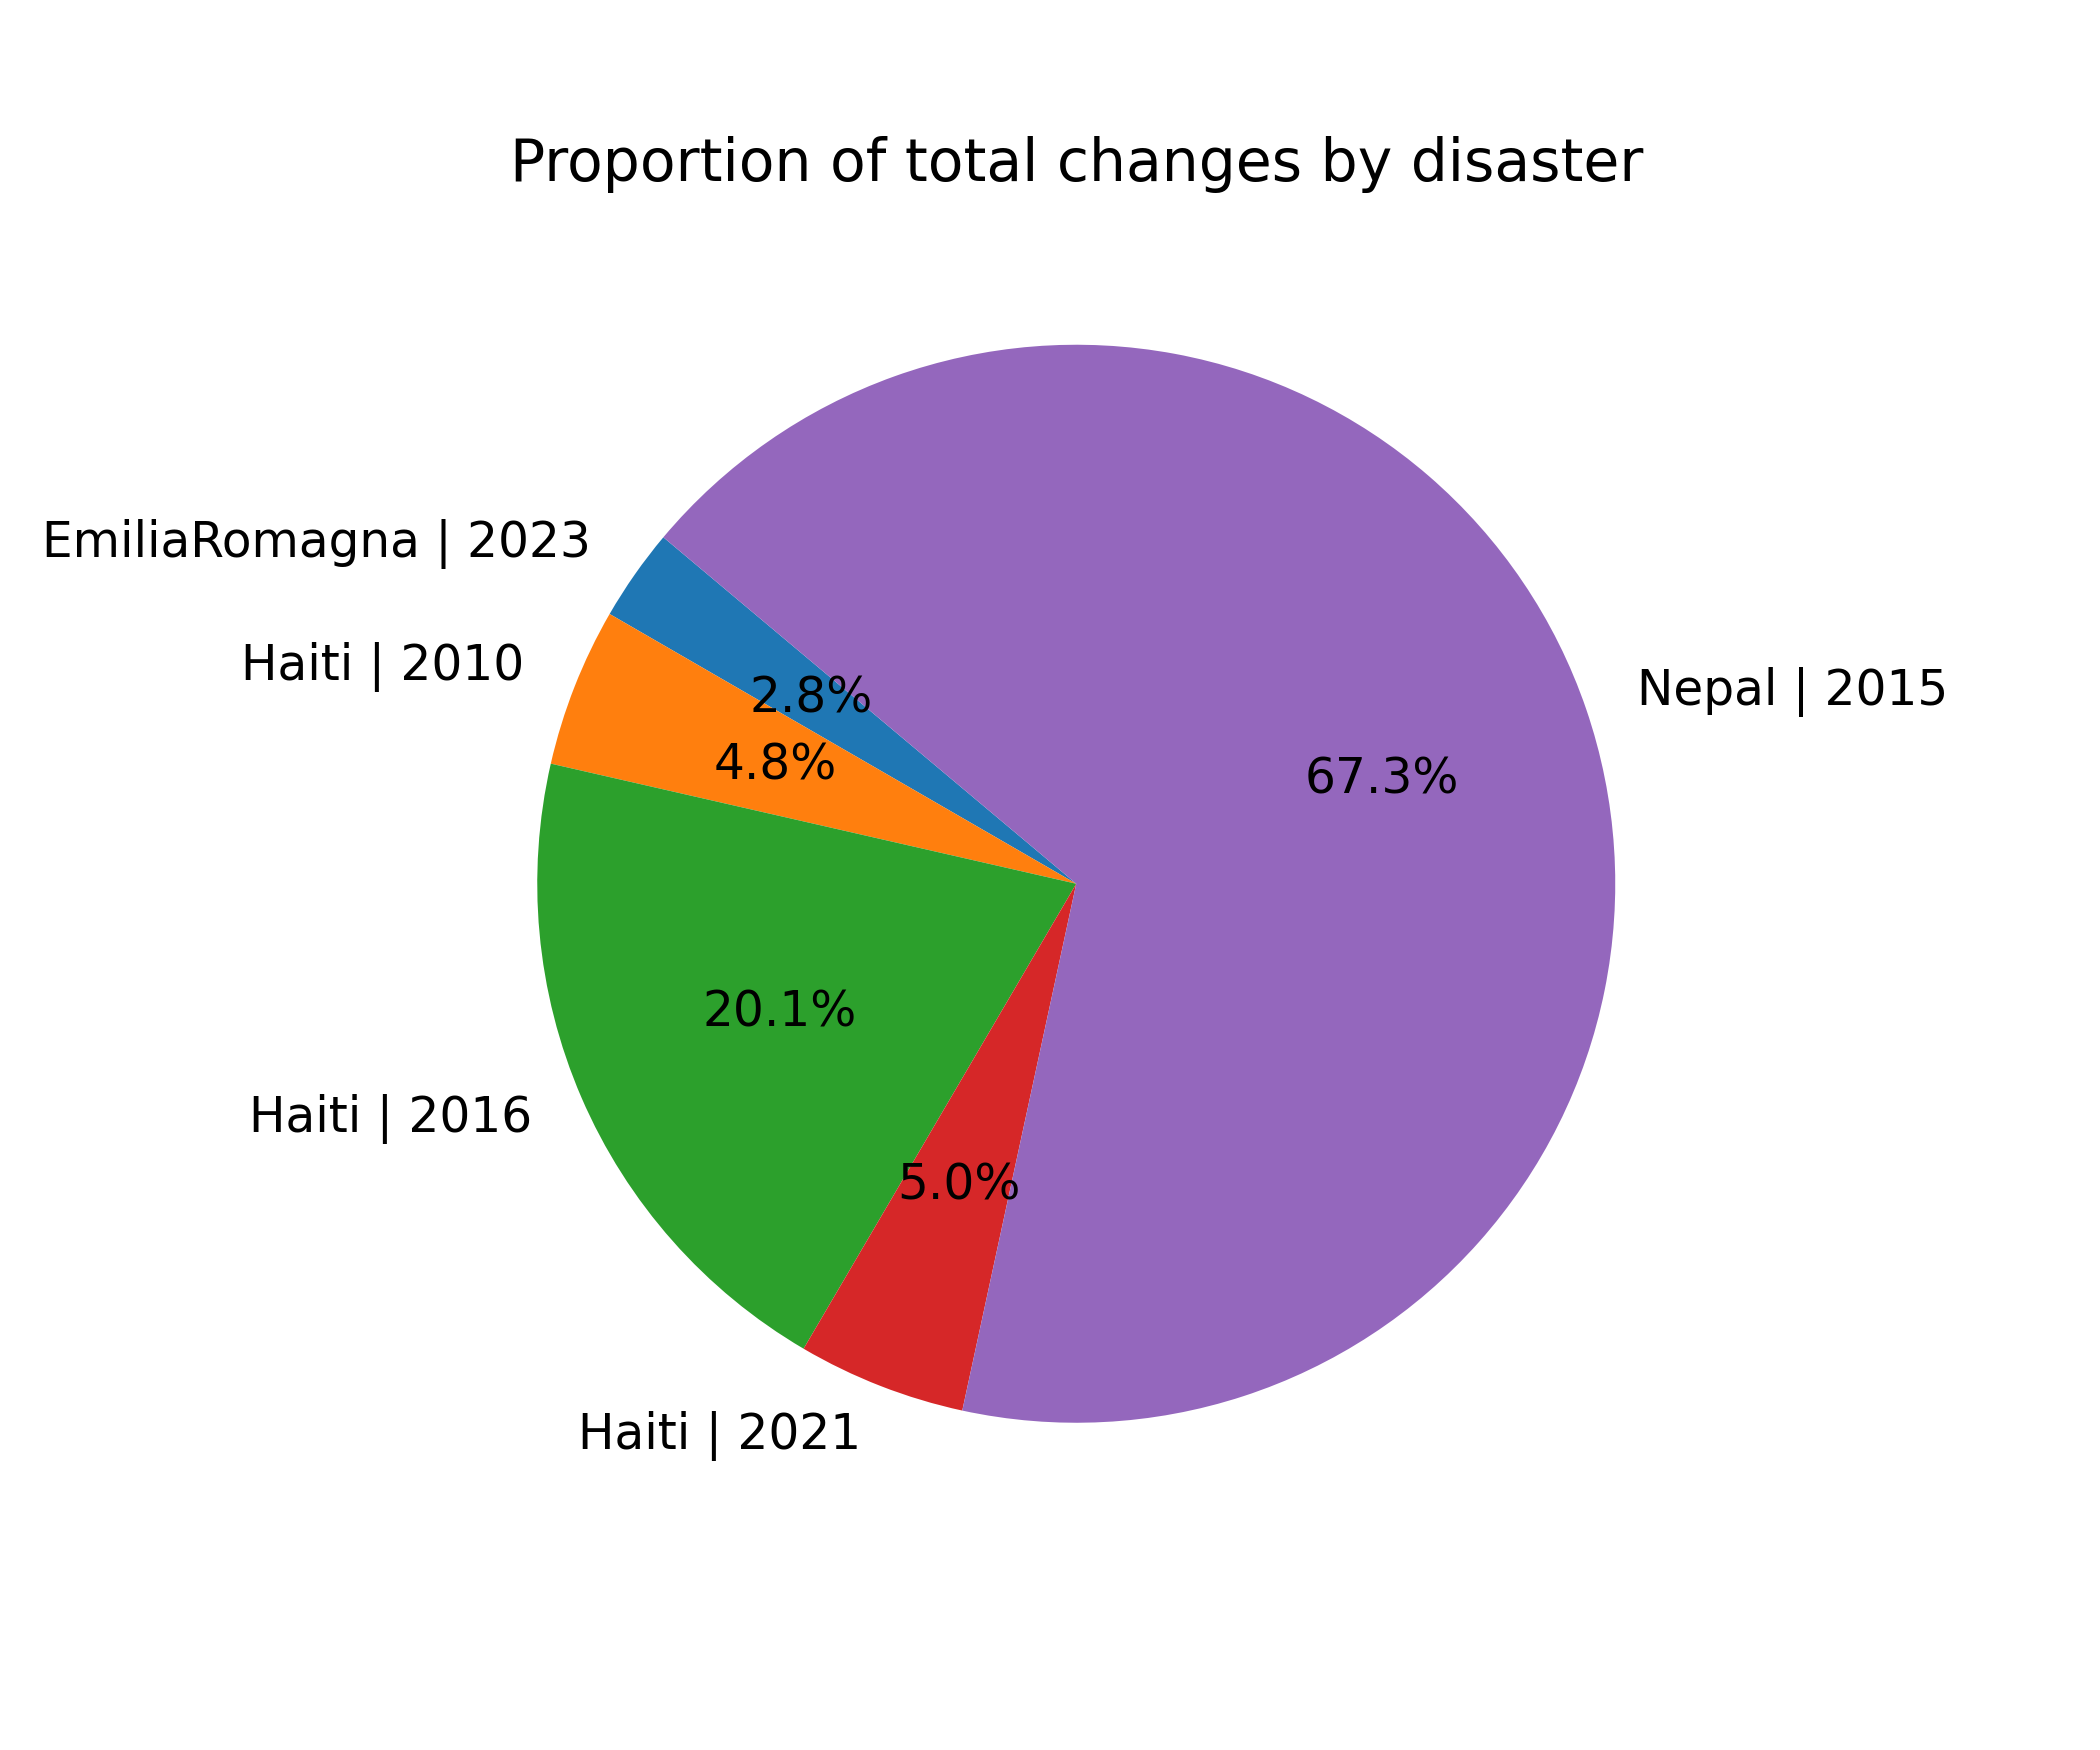 Proportion of total changes by disaster
EmiliaRomagna | 2023
Haiti | 2010
Nepal | 2015
2.8%
4.8%
67.3%
20.1%
Haiti | 2016
5.0%
Haiti | 2021